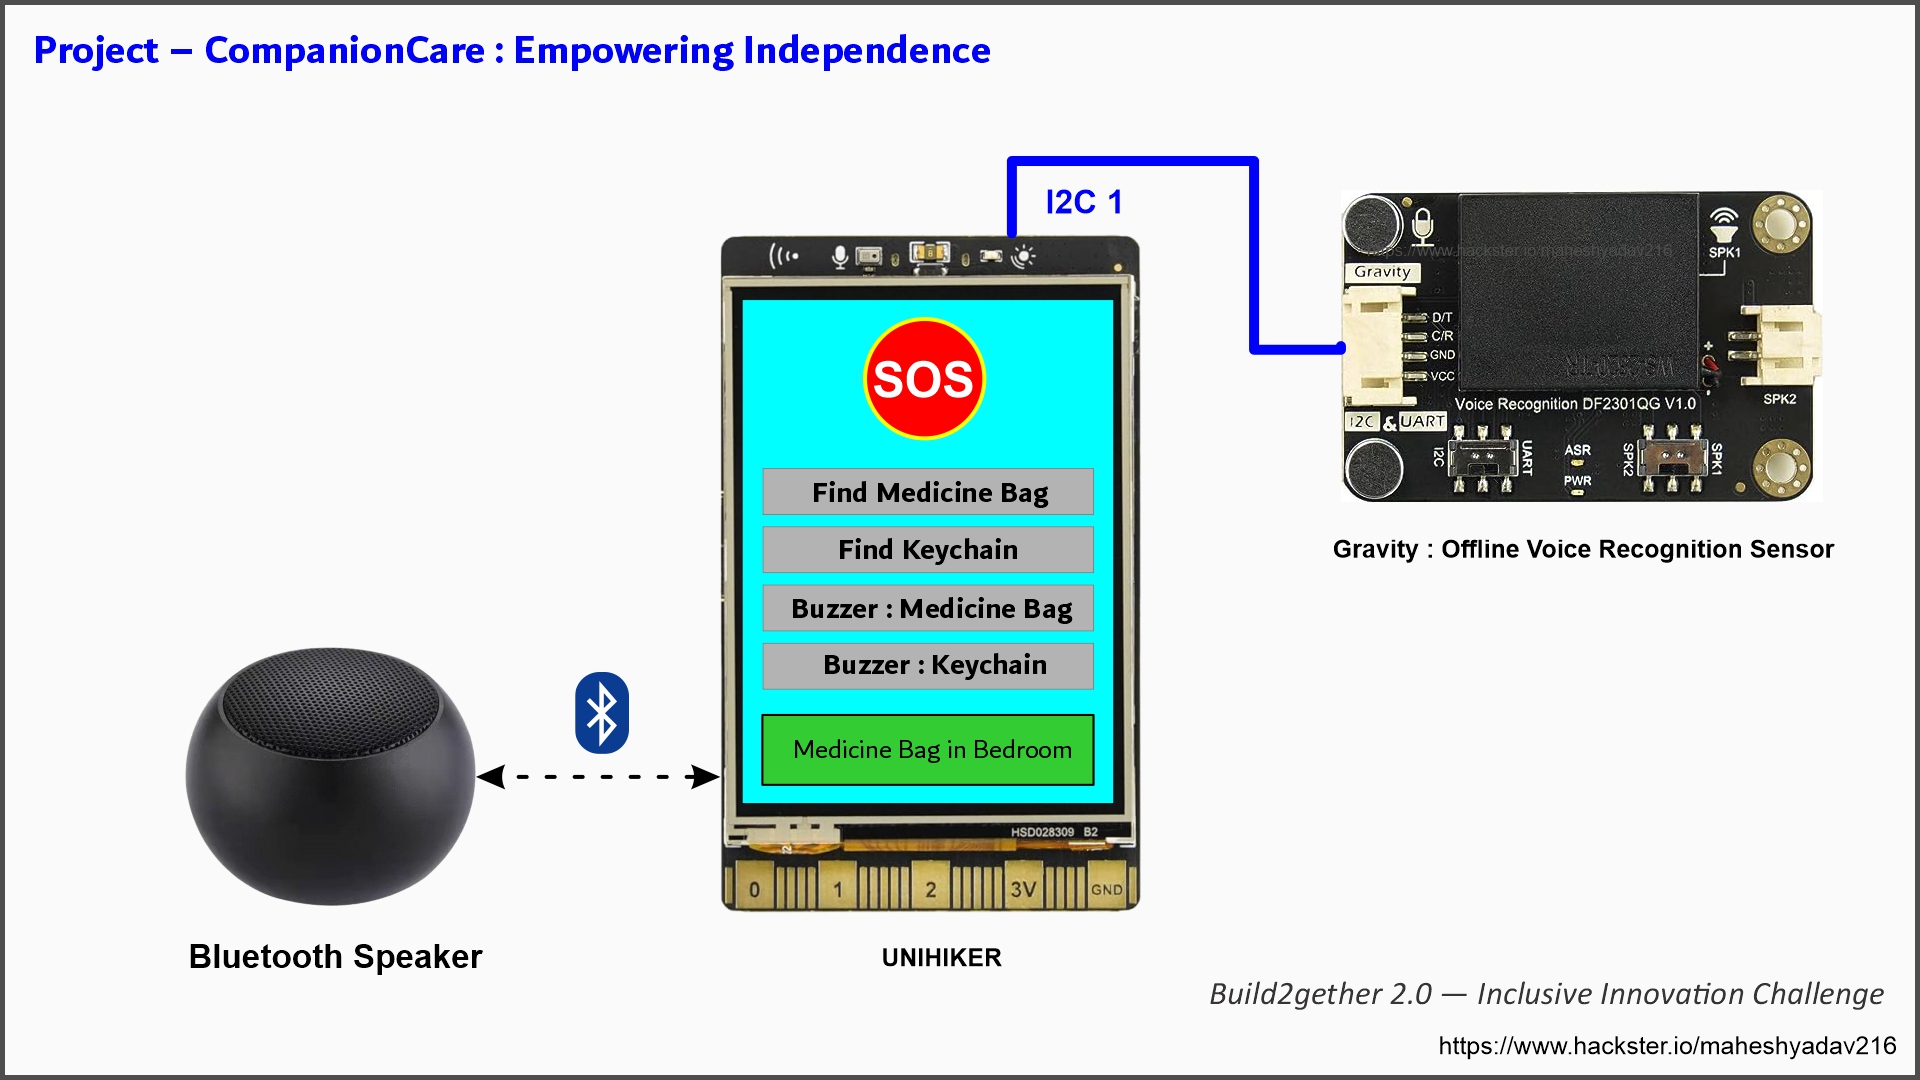 Project – CompanionCare : Empowering Independence
I2C 1
SOS
Find Medicine Bag
Find Keychain
Buzzer : Medicine Bag
Buzzer : Keychain
Medicine Bag in Bedroom
HSD028309 B2
0 1 2 3V GND
UNIHIKER
Bluetooth Speaker
https://www.hackster.io/maheshyadav216
SPK1
Gravity
D/T
C/R
GND
VCC
SPK2
Voice Recognition DF2301QG V1.0
I2C & UART
I2C
UART
ASR
PWR
SPK2
SPK1
Gravity : Offline Voice Recognition Sensor
Build2gether 2.0 — Inclusive Innovation Challenge
https://www.hackster.io/maheshyadav216